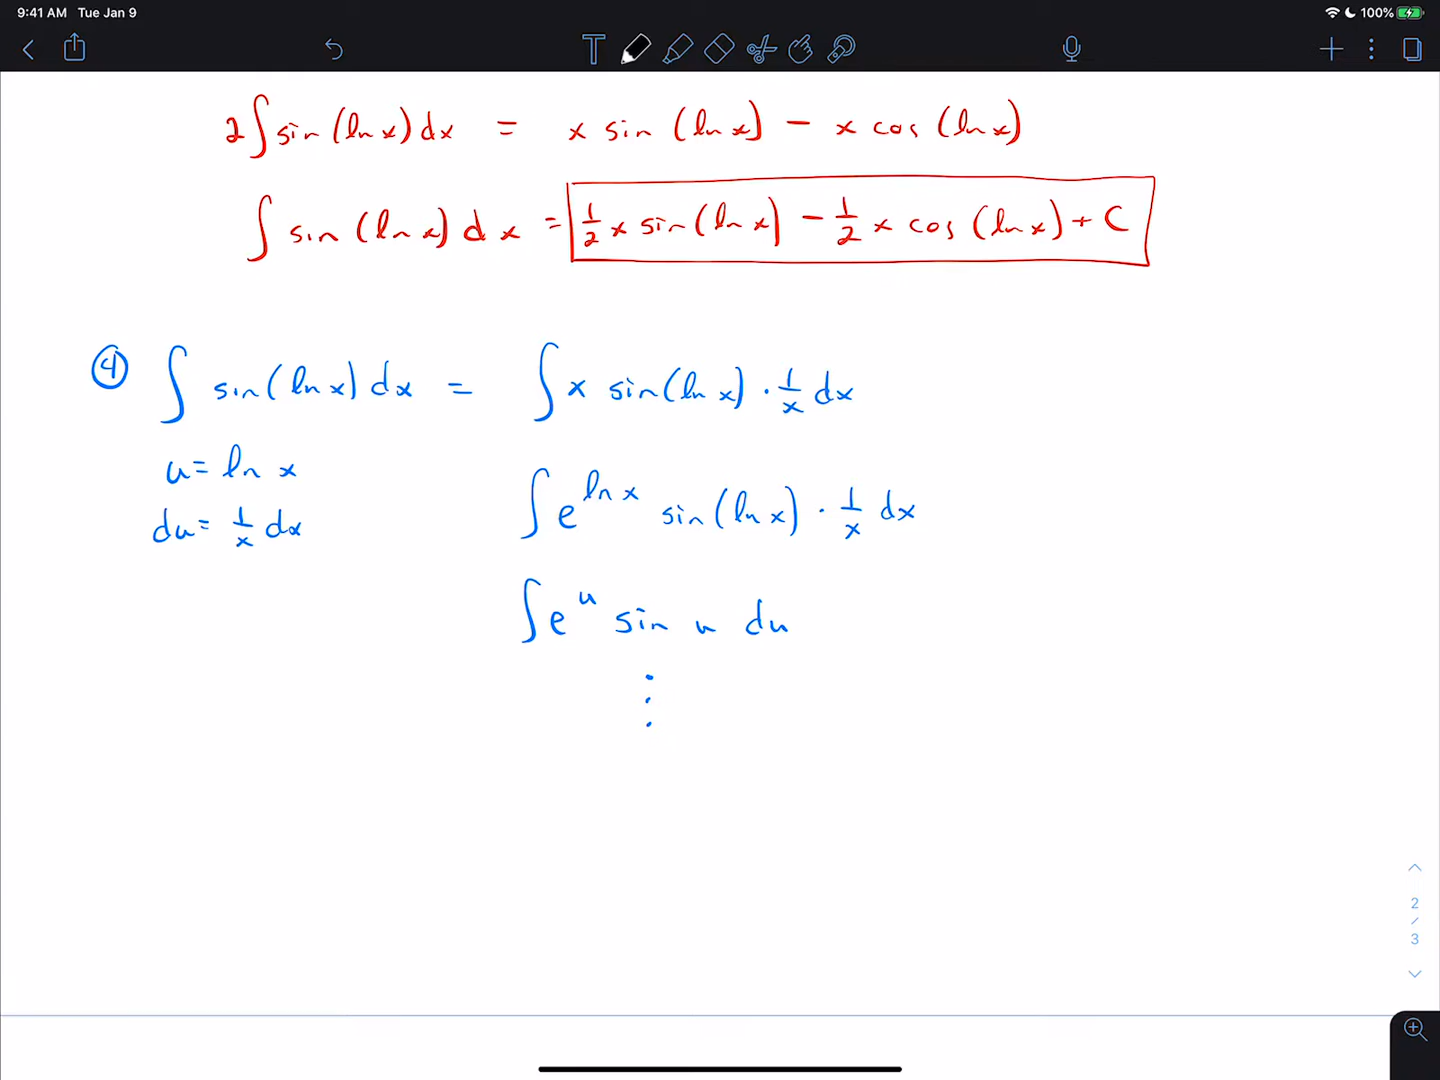 9:41 AM Tue Jan 9 100%
2∫sin(ln x)dx = x sin(ln x) − x cos(ln x)
∫ sin(ln x) dx = 1/2 x sin(ln x) − 1/2 x cos(ln x) + C
④ ∫ sin(ln x) dx = ∫ x sin(ln x) · 1/x dx
u = ln x
du = 1/x dx
∫ e^(ln x) sin(ln x) · 1/x dx
∫ e^u sin u du
⋮
2
/
3